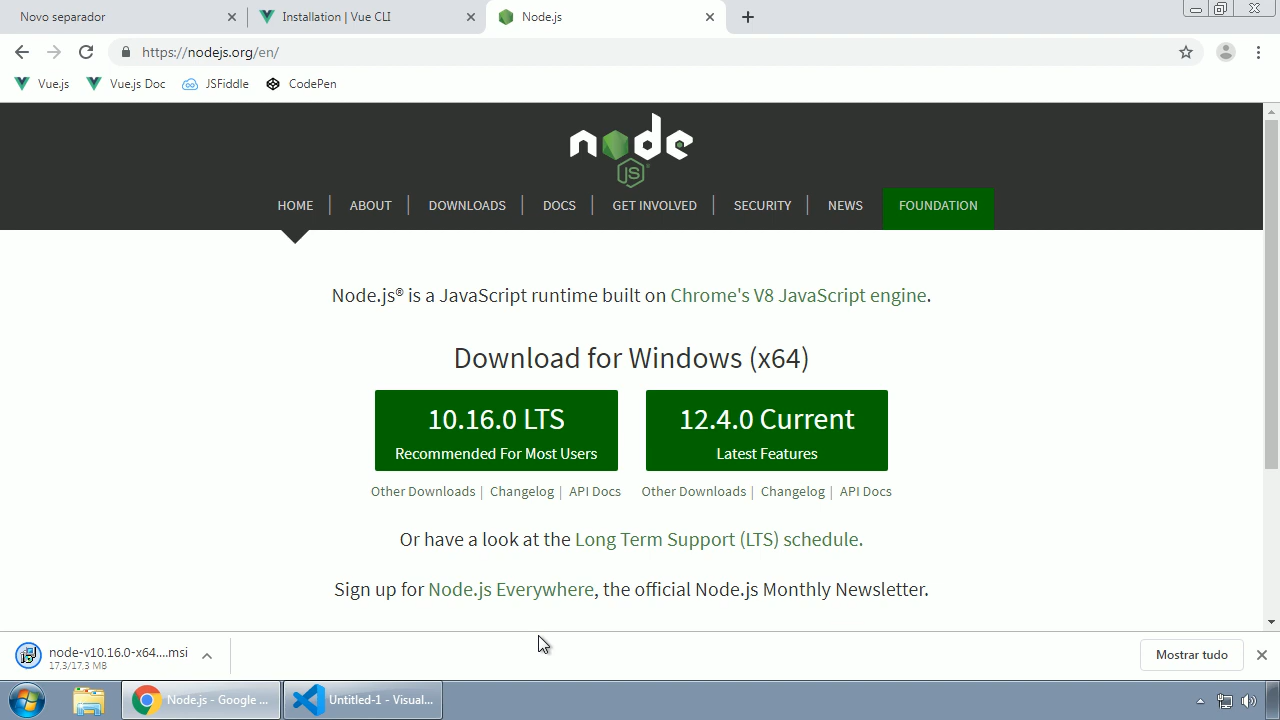 Novo separador
Installation | Vue CLI
Node.js
https://nodejs.org/en/
Vue.js
Vue.js Doc
JSFiddle
CodePen
node
JS
HOME
ABOUT
DOWNLOADS
DOCS
GET INVOLVED
SECURITY
NEWS
FOUNDATION
Node.js® is a JavaScript runtime built on Chrome's V8 JavaScript engine.
Download for Windows (x64)
10.16.0 LTS
Recommended For Most Users
12.4.0 Current
Latest Features
Other Downloads | Changelog | API Docs
Other Downloads | Changelog | API Docs
Or have a look at the Long Term Support (LTS) schedule.
Sign up for Node.js Everywhere, the official Node.js Monthly Newsletter.
node-v10.16.0-x64....msi
17,3/17,3 MB
Mostrar tudo
Node.js - Google ...
Untitled-1 - Visual...